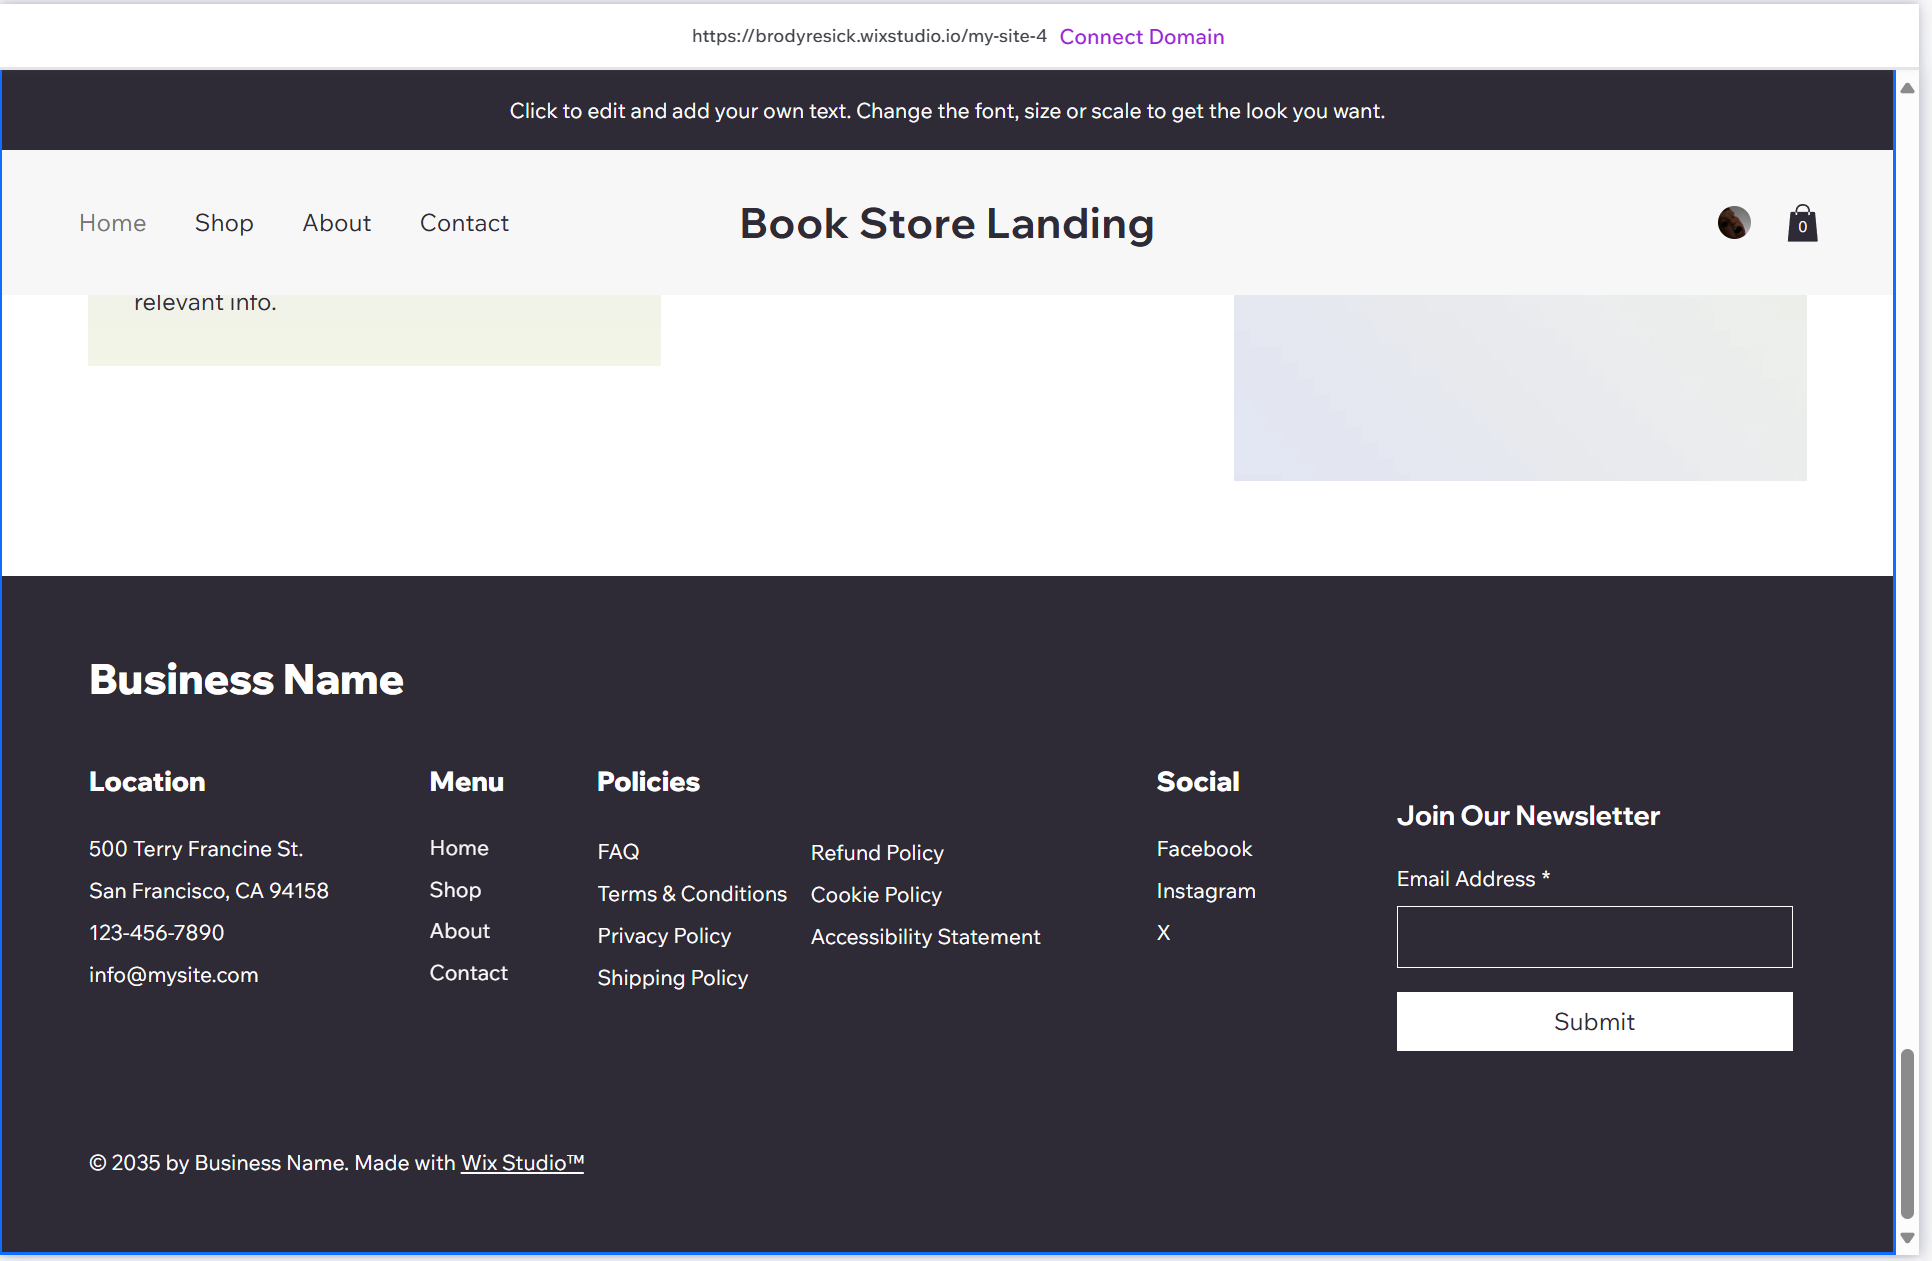 https://brodyresick.wixstudio.io/my-site-4 Connect Domain
Click to edit and add your own text. Change the font, size or scale to get the look you want.
Home Shop About Contact
Book Store Landing
0
relevant info.
Business Name
Location
500 Terry Francine St.
San Francisco, CA 94158
123-456-7890
info@mysite.com
Menu
Home
Shop
About
Contact
Policies
FAQ
Terms & Conditions
Privacy Policy
Shipping Policy
Refund Policy
Cookie Policy
Accessibility Statement
Social
Facebook
Instagram
X
Join Our Newsletter
Email Address *
Submit
© 2035 by Business Name. Made with Wix Studio™